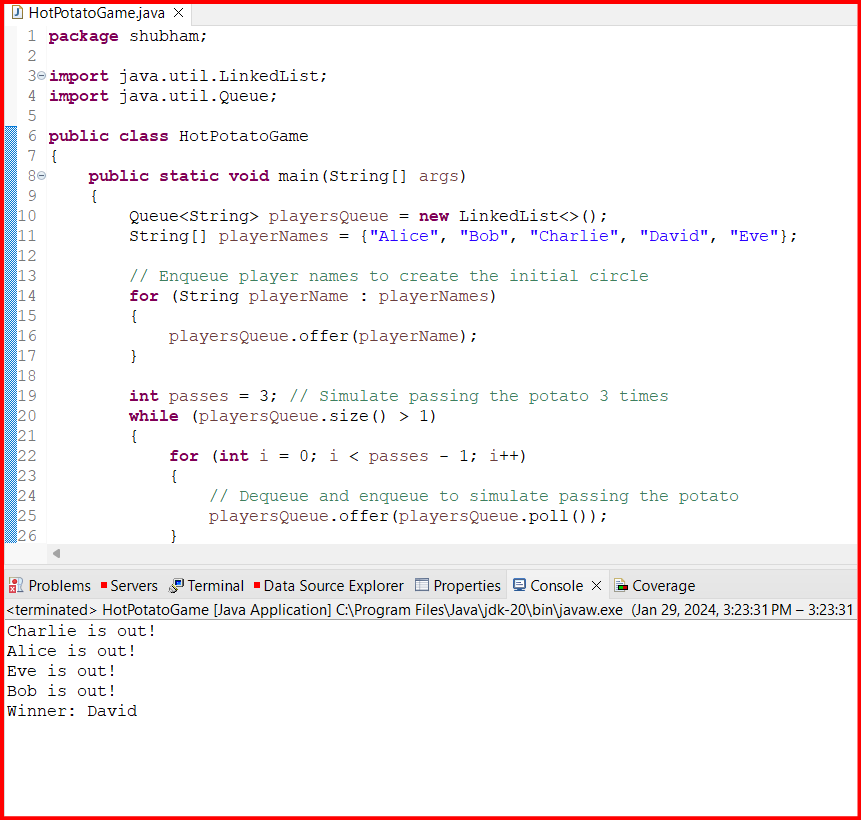 HotPotatoGame.java
1 package shubham;
2
3 import java.util.LinkedList;
4 import java.util.Queue;
5
6 public class HotPotatoGame
7 {
8     public static void main(String[] args)
9     {
10         Queue<String> playersQueue = new LinkedList<>();
11         String[] playerNames = {"Alice", "Bob", "Charlie", "David", "Eve"};
12
13         // Enqueue player names to create the initial circle
14         for (String playerName : playerNames)
15         {
16             playersQueue.offer(playerName);
17         }
18
19         int passes = 3; // Simulate passing the potato 3 times
20         while (playersQueue.size() > 1)
21         {
22             for (int i = 0; i < passes - 1; i++)
23             {
24                 // Dequeue and enqueue to simulate passing the potato
25                 playersQueue.offer(playersQueue.poll());
26             }
Problems Servers Terminal Data Source Explorer Properties Console Coverage
<terminated> HotPotatoGame [Java Application] C:\Program Files\Java\jdk-20\bin\javaw.exe (Jan 29, 2024, 3:23:31 PM – 3:23:31
Charlie is out!
Alice is out!
Eve is out!
Bob is out!
Winner: David